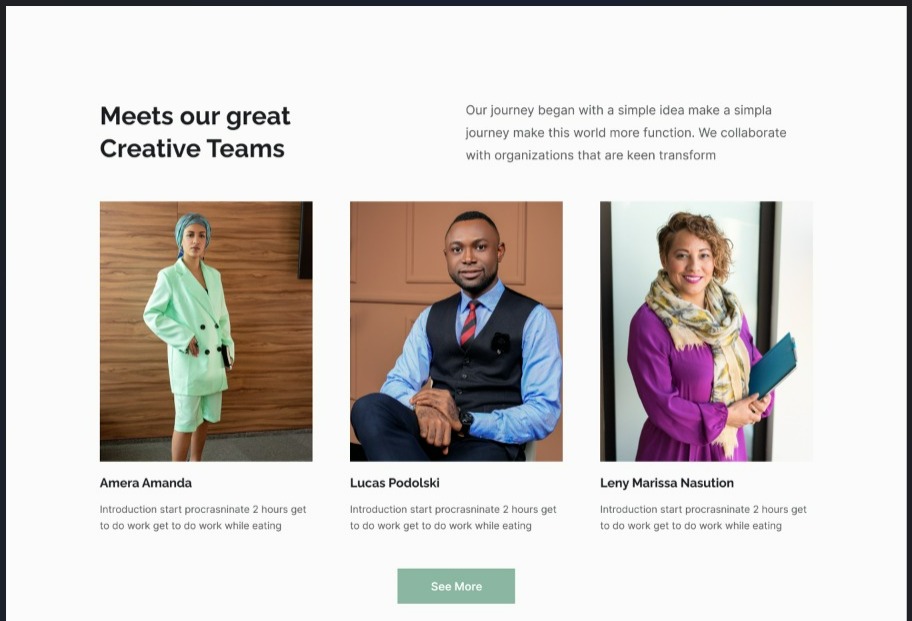 Meets our great
Creative Teams
Our journey began with a simple idea make a simpla
journey make this world more function. We collaborate
with organizations that are keen transform
Amera Amanda
Introduction start procrasninate 2 hours get
to do work get to do work while eating
Lucas Podolski
Introduction start procrasninate 2 hours get
to do work get to do work while eating
Leny Marissa Nasution
Introduction start procrasninate 2 hours get
to do work get to do work while eating
See More